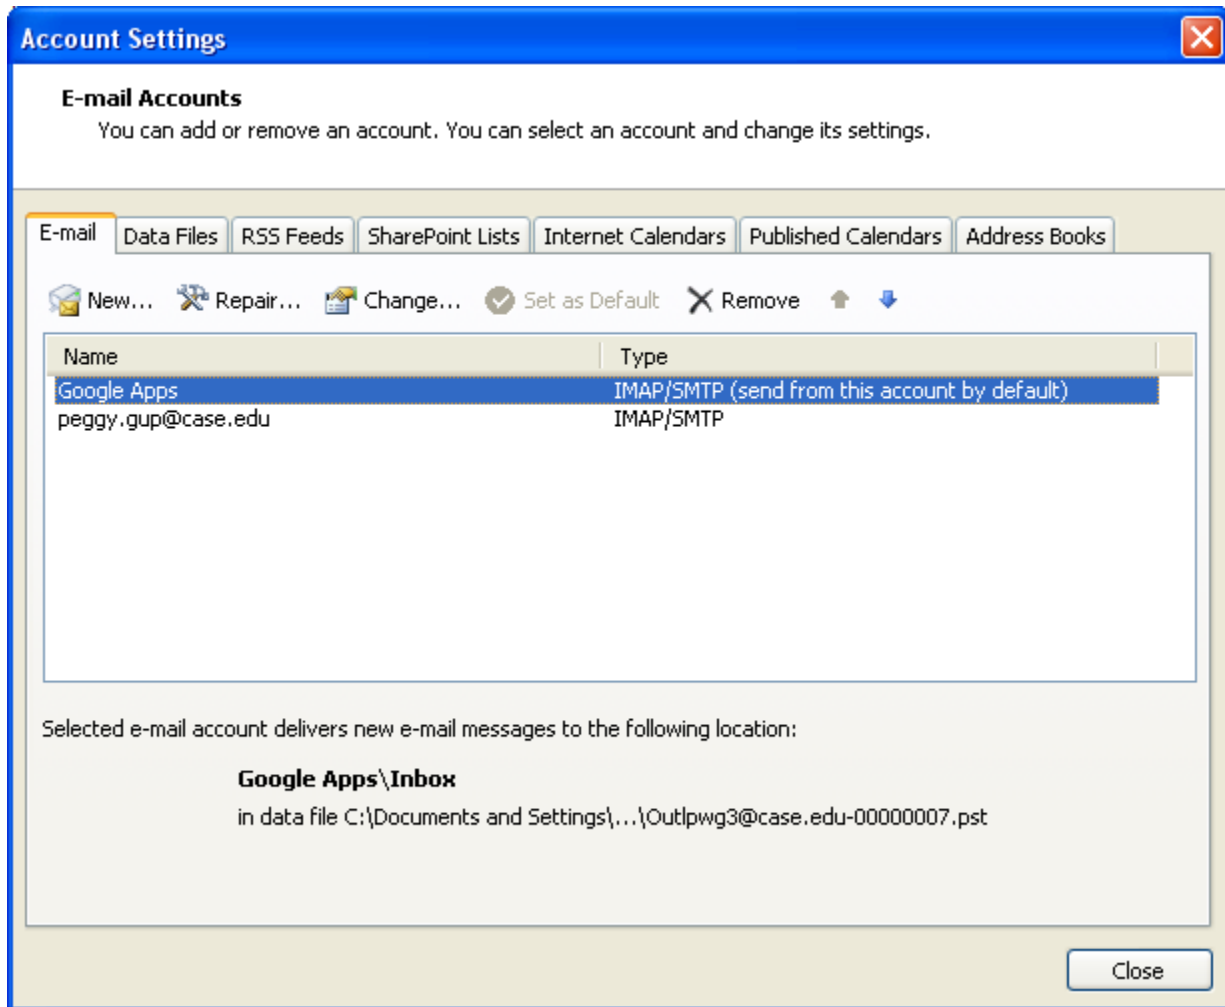 Account Settings
E-mail Accounts
You can add or remove an account. You can select an account and change its settings.
E-mail Data Files RSS Feeds SharePoint Lists Internet Calendars Published Calendars Address Books
New... Repair... Change... Set as Default Remove
Name Type
Google Apps IMAP/SMTP (send from this account by default)
peggy.gup@case.edu IMAP/SMTP
Selected e-mail account delivers new e-mail messages to the following location:
Google Apps\Inbox
in data file C:\Documents and Settings\...\Outlpwg3@case.edu-00000007.pst
Close